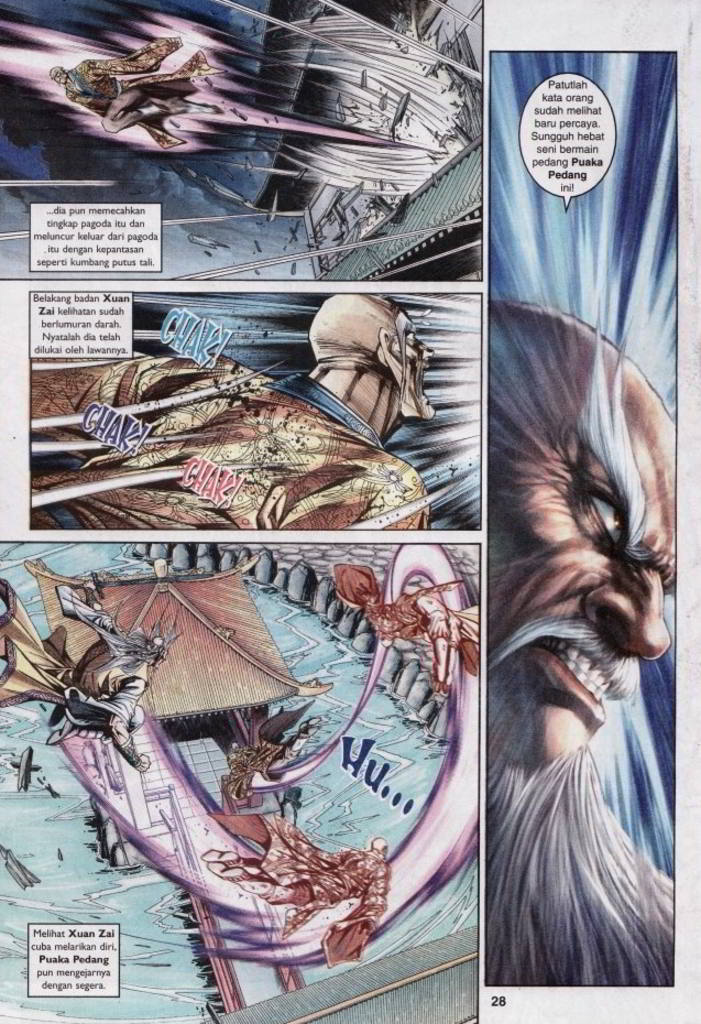 ...dia pun memecahkan
tingkap pagoda itu dan
meluncur keluar dari pagoda
itu dengan kepantasan
seperti kumbang putus tali.
Belakang badan Xuan
Zai kelihatan sudah
berlumuran darah.
Nyatalah dia telah
dilukai oleh lawannya.
CHAK!
CHAK!
CHAK!
Hu...
Melihat Xuan Zai
cuba melarikan diri,
Puaka Pedang
pun mengejarnya
dengan segera.
Patutlah
kata orang
sudah melihat
baru percaya.
Sungguh hebat
seni bermain
pedang Puaka
Pedang
ini!
28